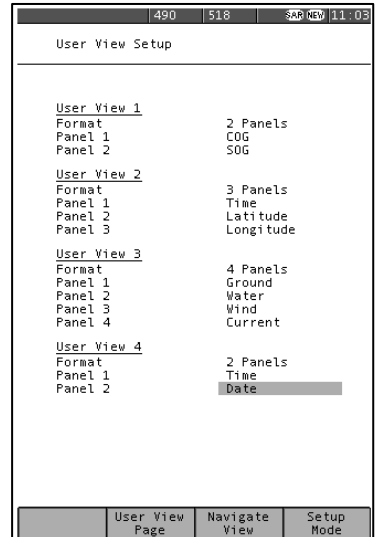 490 518 SAR NEW 11:03
User View Setup
User View 1
Format 2 Panels
Panel 1 COG
Panel 2 SOG
User View 2
Format 3 Panels
Panel 1 Time
Panel 2 Latitude
Panel 3 Longitude
User View 3
Format 4 Panels
Panel 1 Ground
Panel 2 Water
Panel 3 Wind
Panel 4 Current
User View 4
Format 2 Panels
Panel 1 Time
Panel 2 Date
User View Navigate Setup
Page View Mode